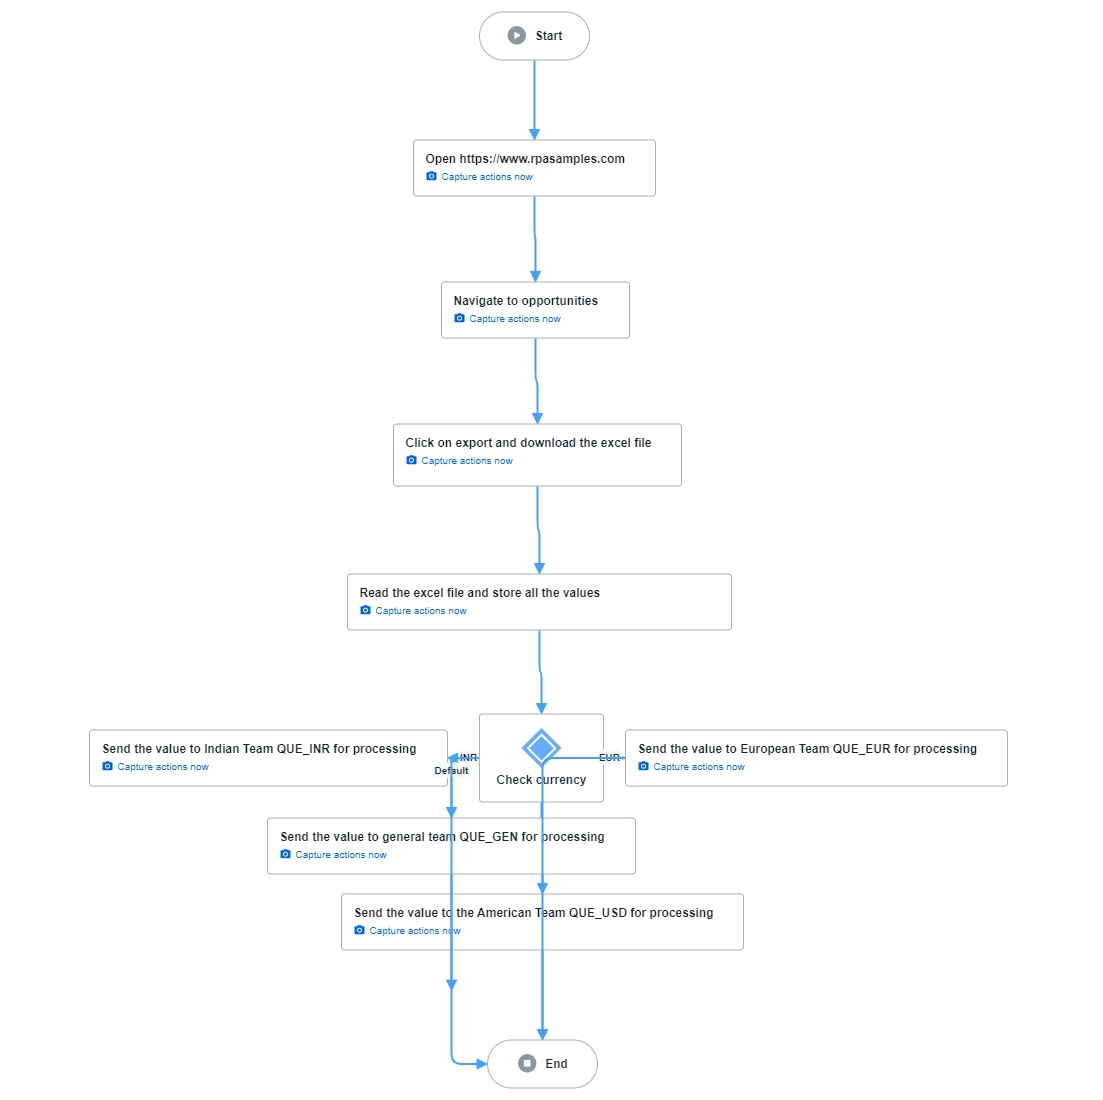 Start
Open https://www.rpasamples.com
Capture actions now
Navigate to opportunities
Capture actions now
Click on export and download the excel file
Capture actions now
Read the excel file and store all the values
Capture actions now
Send the value to Indian Team QUE_INR for processing
Capture actions now
INR
Default
Check currency
EUR
Send the value to European Team QUE_EUR for processing
Capture actions now
Send the value to general team QUE_GEN for processing
Capture actions now
Send the value to the American Team QUE_USD for processing
Capture actions now
End